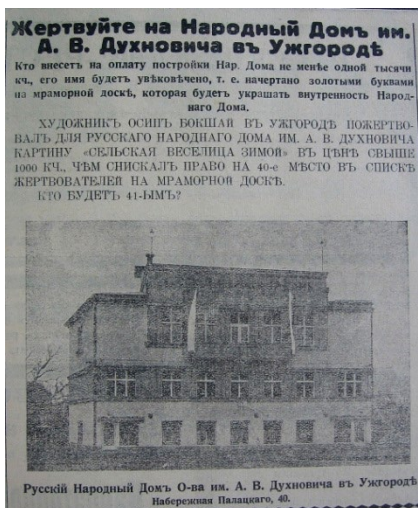 Жертвуйте на Народный Домъ им.
А. В. Духновича въ Ужгородѣ
Кто внесетъ на оплату постройки Нар. Дома не менѣе одной тысячи
кч., его имя будетъ увѣковѣчено, т. е. начертано золотыми буквами
на мраморной доскѣ, которая будетъ украшать внутренность Народ-
наго Дома.
ХУДОЖНИКЪ ОСИПЪ БОКШАЙ ВЪ УЖГОРОДѢ ПОЖЕРТВО-
ВАЛЪ ДЛЯ РУССКАГО НАРОДНАГО ДОМА ИМ. А. В. ДУХНОВИЧА
КАРТИНУ «СЕЛЬСКАЯ ВЕСЕЛИЦА ЗИМОЙ» ВЪ ЦѢНѢ СВЫШЕ
1000 КЧ., ЧѢМ СНИСКАЛЪ ПРАВО НА 40-е МѢСТО ВЪ СПИСКѢ
ЖЕРТВОВАТЕЛЕЙ НА МРАМОРНОЙ ДОСКѢ.
КТО БУДЕТЪ 41-ЫМЪ?
Русскій Народный Домъ О-ва им. А. В. Духновича въ Ужгородѣ
Набережная Палацкаго, 40.